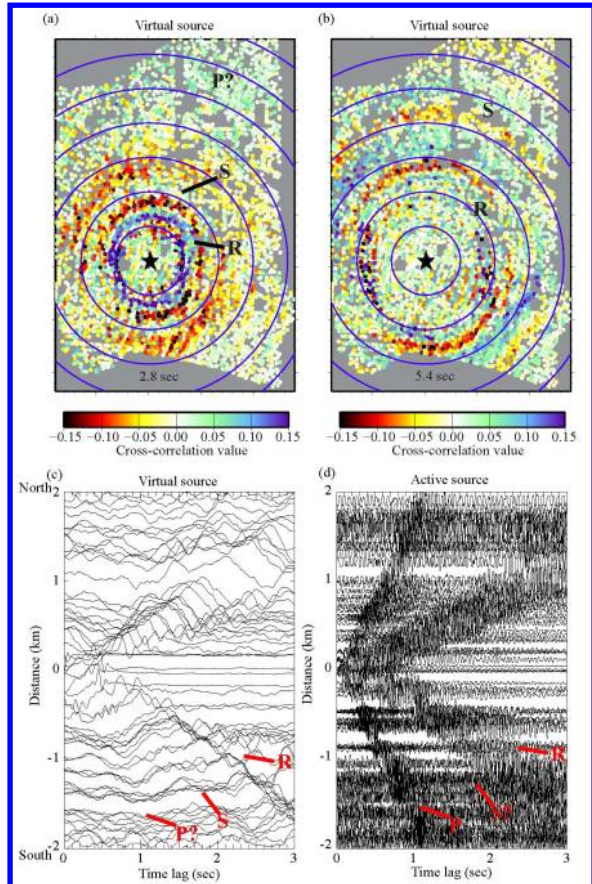 (a) Virtual source
(b) Virtual source
P?
S
R
2.8 sec
S
R
5.4 sec
−0.15 −0.10 −0.05 0.00 0.05 0.10 0.15
Cross-correlation value
−0.15 −0.10 −0.05 0.00 0.05 0.10 0.15
Cross-correlation value
(c) Virtual source
(d) Active source
North
2
1
0
-1
-2
South
Distance (km)
R
S
P?
0 1 2 3
Time lag (sec)
2
1
0
-1
-2
Distance (km)
R
P
0 1 2 3
Time lag (sec)